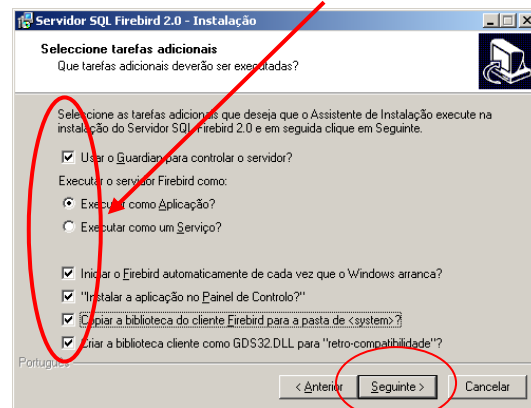 Servidor SQL Firebird 2.0 - Instalação
Seleccione tarefas adicionais
Que tarefas adicionais deverão ser executadas?
Seleccione as tarefas adicionais que deseja que o Assistente de Instalação execute na
instalação do Servidor SQL Firebird 2.0 e em seguida clique em Seguinte.
Usar o Guardian para controlar o servidor?
Executar o servidor Firebird como:
Executar como Aplicação?
Executar como um Serviço?
Iniciar o Firebird automaticamente de cada vez que o Windows arranca?
"Instalar a aplicação no Painel de Controlo?"
Copiar a biblioteca do cliente Firebird para a pasta de <system>?
Criar a biblioteca cliente como GDS32.DLL para "retro-compatibilidade"?
Português
< Anterior Seguinte > Cancelar